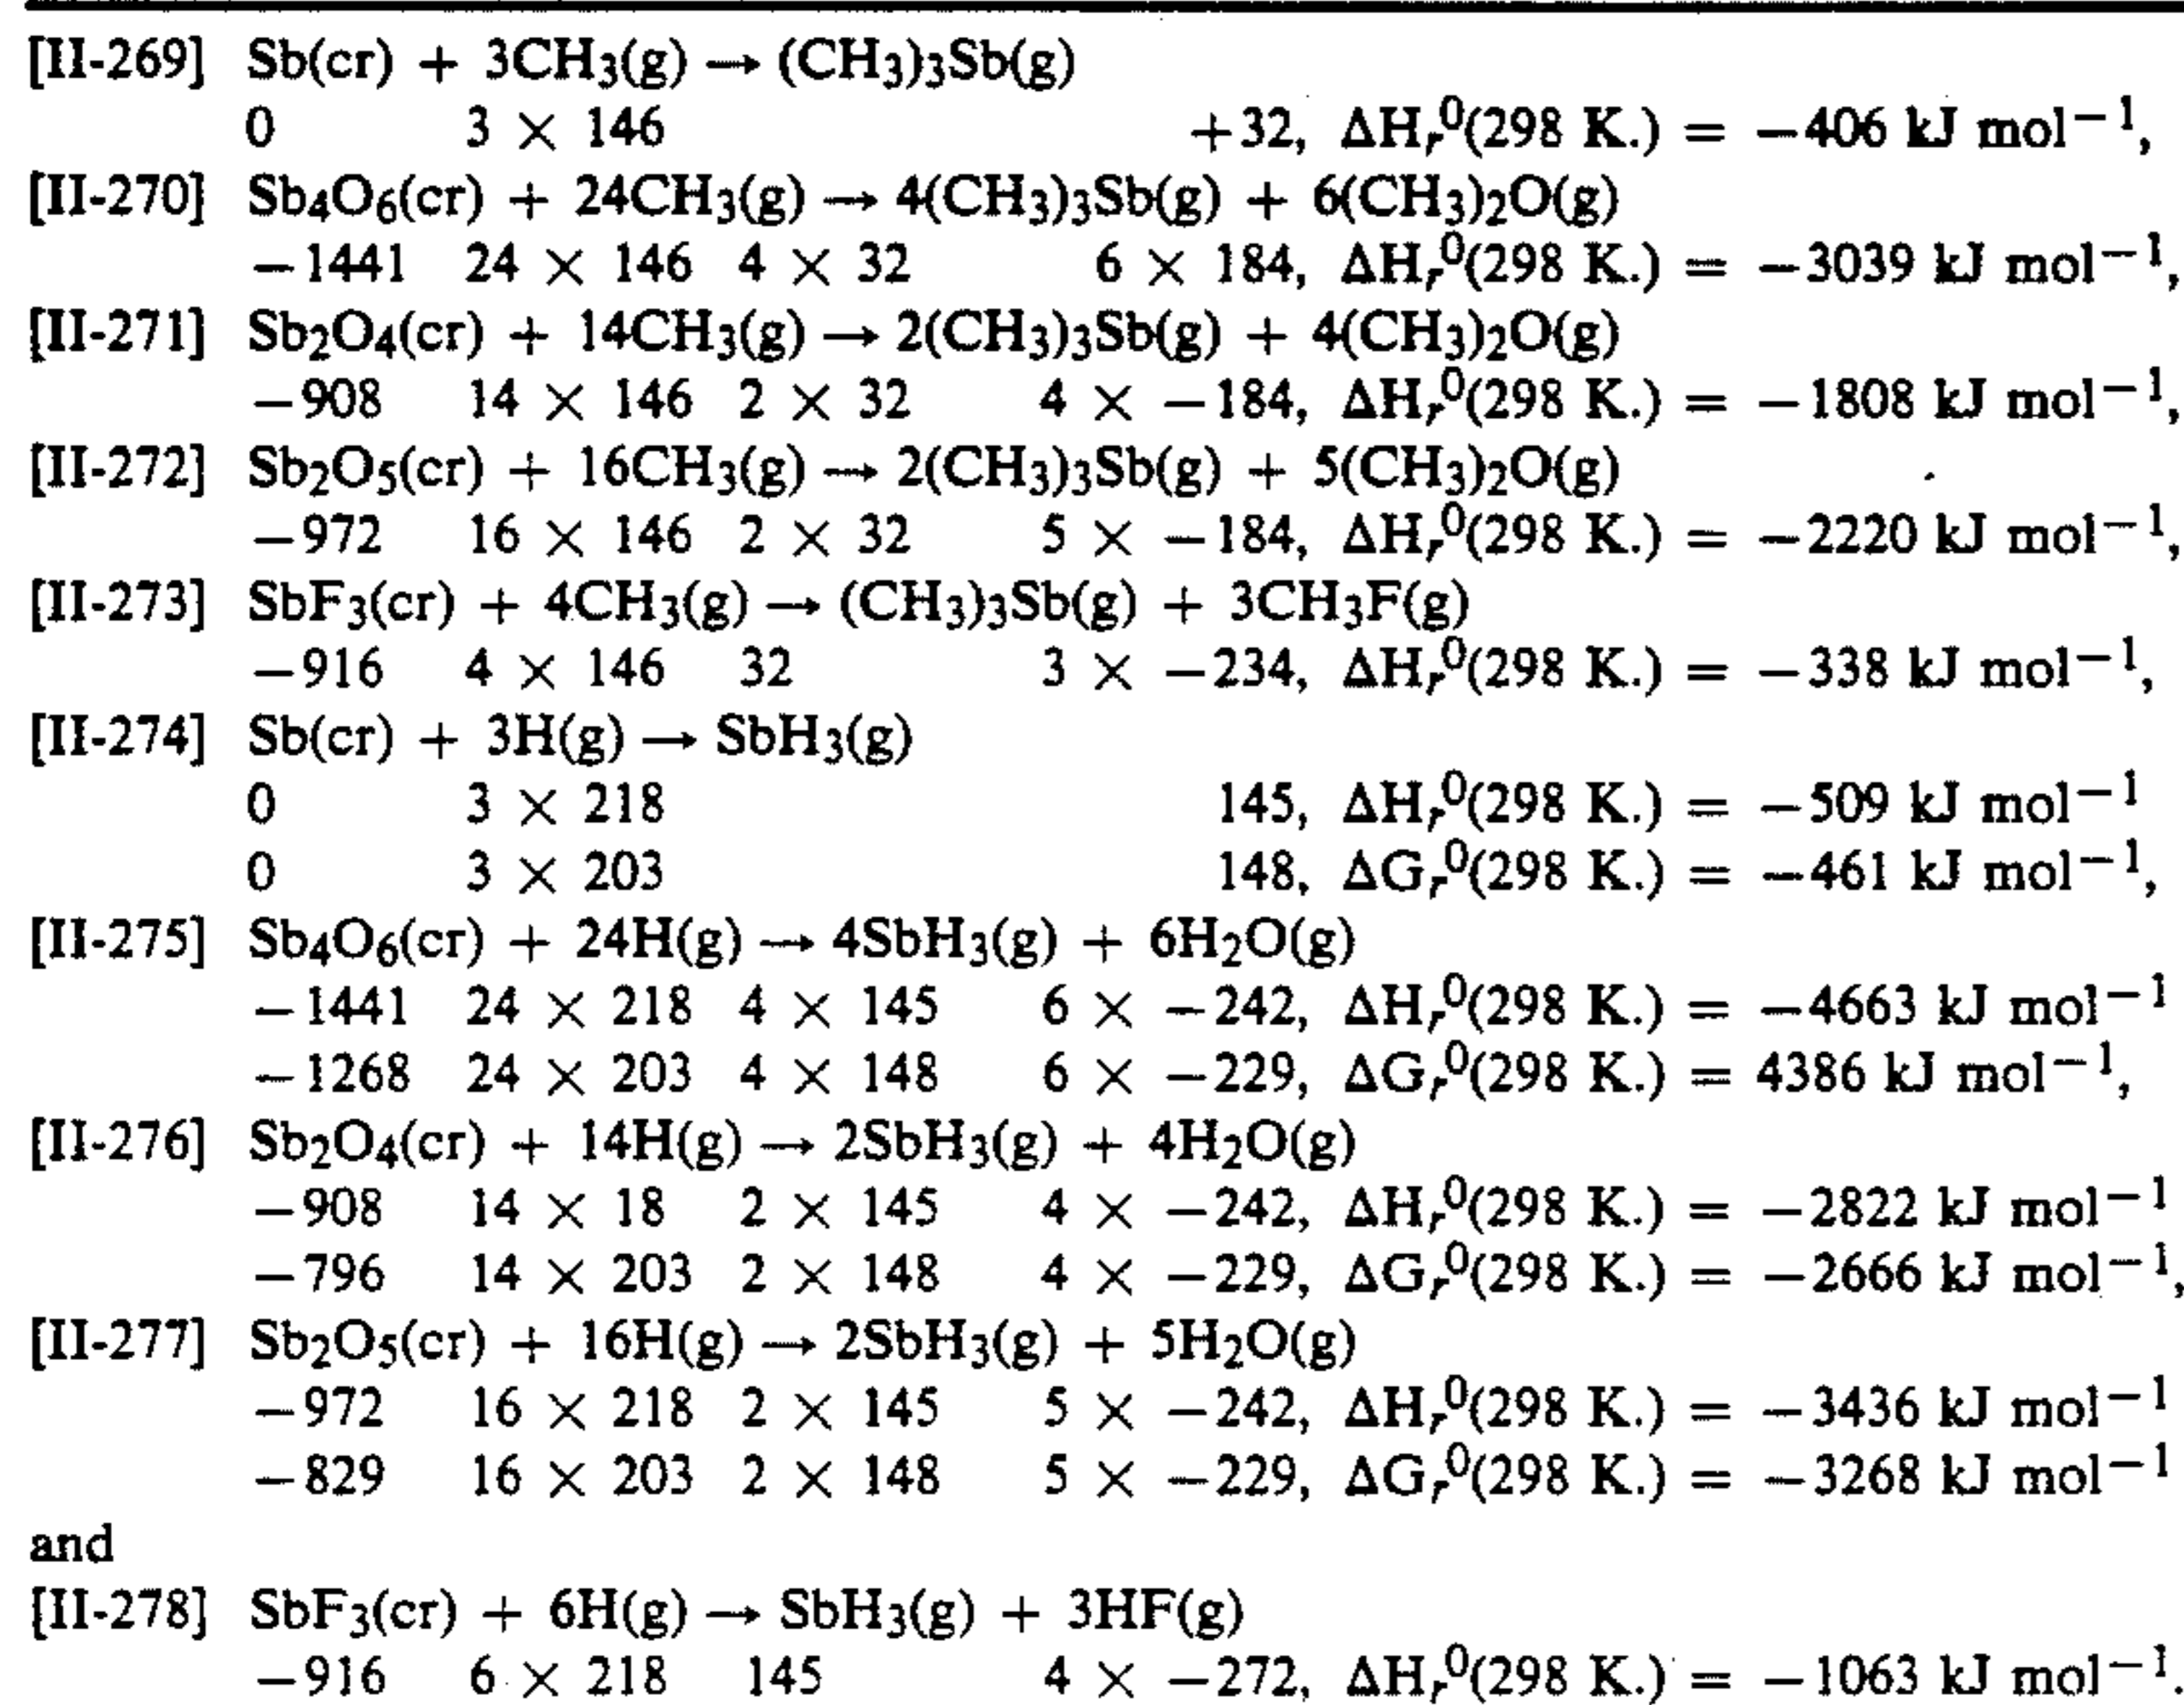 [II-269] Sb(cr) + 3CH₃(g) → (CH₃)₃Sb(g)
0 3 × 146 +32, ΔHᵣ⁰(298 K.) = −406 kJ mol⁻¹,
[II-270] Sb₄O₆(cr) + 24CH₃(g) → 4(CH₃)₃Sb(g) + 6(CH₃)₂O(g)
−1441 24 × 146 4 × 32 6 × 184, ΔHᵣ⁰(298 K.) = −3039 kJ mol⁻¹,
[II-271] Sb₂O₄(cr) + 14CH₃(g) → 2(CH₃)₃Sb(g) + 4(CH₃)₂O(g)
−908 14 × 146 2 × 32 4 × −184, ΔHᵣ⁰(298 K.) = −1808 kJ mol⁻¹,
[II-272] Sb₂O₅(cr) + 16CH₃(g) → 2(CH₃)₃Sb(g) + 5(CH₃)₂O(g)
−972 16 × 146 2 × 32 5 × −184, ΔHᵣ⁰(298 K.) = −2220 kJ mol⁻¹,
[II-273] SbF₃(cr) + 4CH₃(g) → (CH₃)₃Sb(g) + 3CH₃F(g)
−916 4 × 146 32 3 × −234, ΔHᵣ⁰(298 K.) = −338 kJ mol⁻¹,
[II-274] Sb(cr) + 3H(g) → SbH₃(g)
0 3 × 218 145, ΔHᵣ⁰(298 K.) = −509 kJ mol⁻¹
0 3 × 203 148, ΔGᵣ⁰(298 K.) = −461 kJ mol⁻¹,
[II-275] Sb₄O₆(cr) + 24H(g) → 4SbH₃(g) + 6H₂O(g)
−1441 24 × 218 4 × 145 6 × −242, ΔHᵣ⁰(298 K.) = −4663 kJ mol⁻¹
−1268 24 × 203 4 × 148 6 × −229, ΔGᵣ⁰(298 K.) = 4386 kJ mol⁻¹,
[II-276] Sb₂O₄(cr) + 14H(g) → 2SbH₃(g) + 4H₂O(g)
−908 14 × 18 2 × 145 4 × −242, ΔHᵣ⁰(298 K.) = −2822 kJ mol⁻¹
−796 14 × 203 2 × 148 4 × −229, ΔGᵣ⁰(298 K.) = −2666 kJ mol⁻¹,
[II-277] Sb₂O₅(cr) + 16H(g) → 2SbH₃(g) + 5H₂O(g)
−972 16 × 218 2 × 145 5 × −242, ΔHᵣ⁰(298 K.) = −3436 kJ mol⁻¹
−829 16 × 203 2 × 148 5 × −229, ΔGᵣ⁰(298 K.) = −3268 kJ mol⁻¹
and
[II-278] SbF₃(cr) + 6H(g) → SbH₃(g) + 3HF(g)
−916 6 × 218 145 4 × −272, ΔHᵣ⁰(298 K.) = −1063 kJ mol⁻¹.